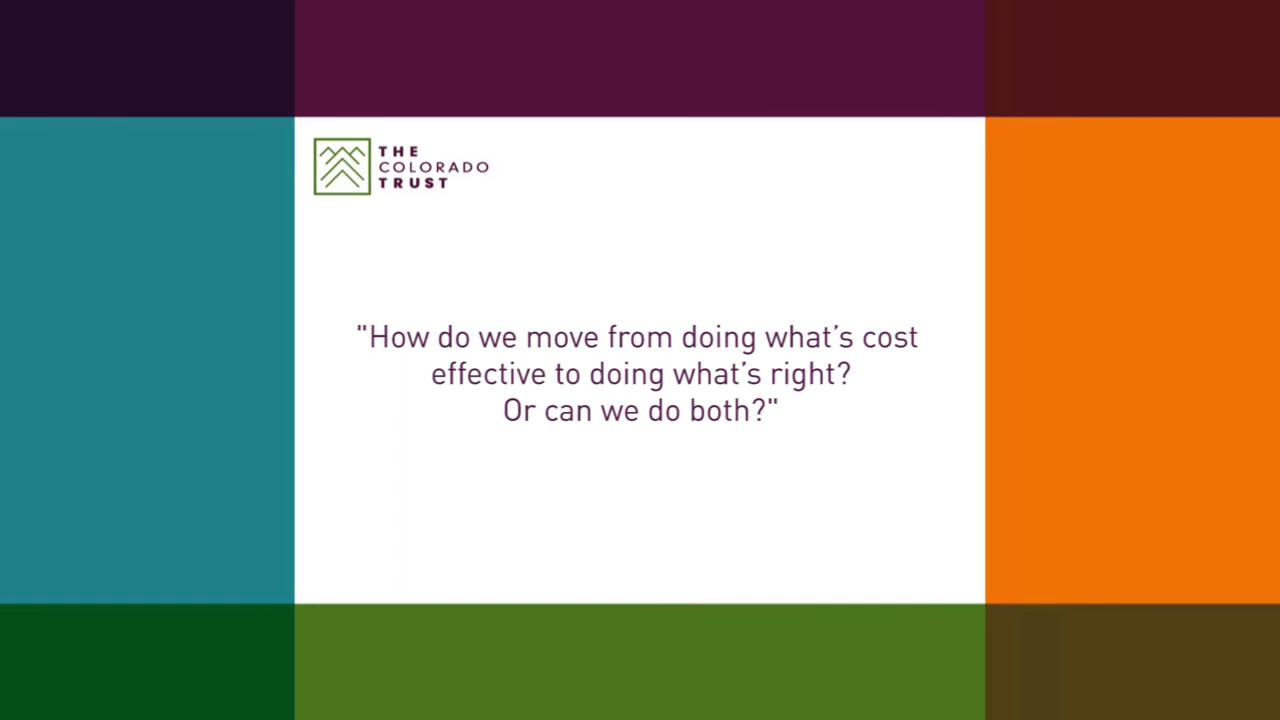 THE
COLORADO
TRUST
"How do we move from doing what’s cost
effective to doing what’s right?
Or can we do both?"